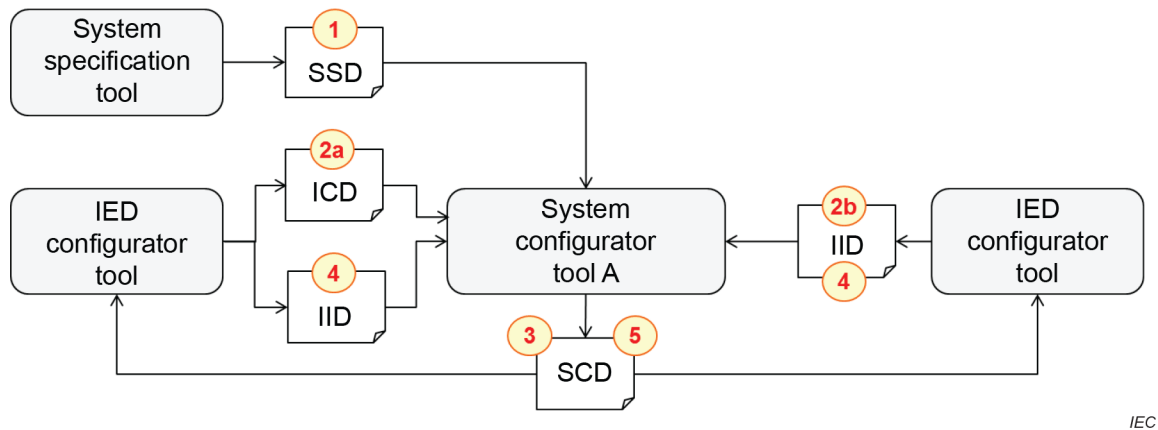 1
System
specification
tool
SSD
2a
ICD
IED
configurator
tool
4
IID
System
configurator
tool A
2b
IID
4
IED
configurator
tool
3
5
SCD
IEC